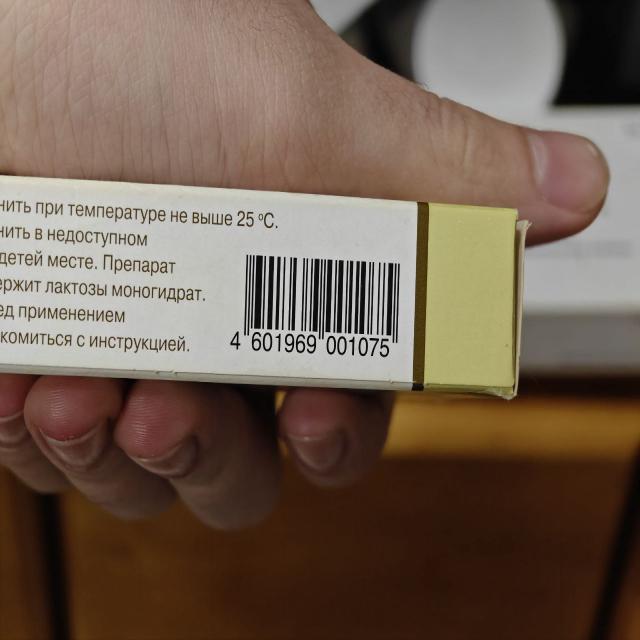 нить при температуре не выше 25 °С.
нить в недоступном
детей месте. Препарат
ержит лактозы моногидрат.
ед применением
комиться с инструкцией.
4 601969 001075